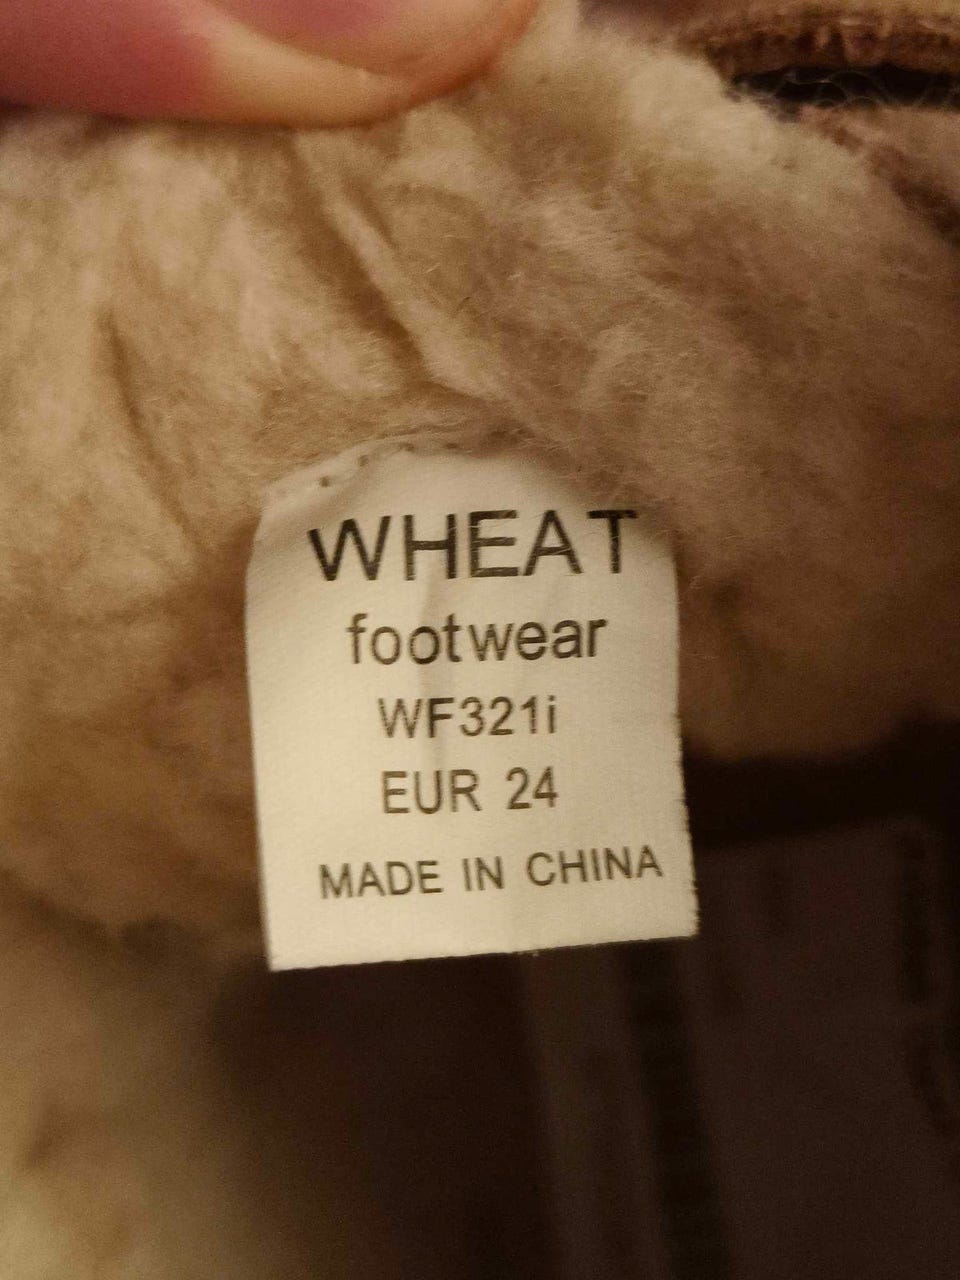 WHEAT
footwear
WF321i
EUR 24
MADE IN CHINA